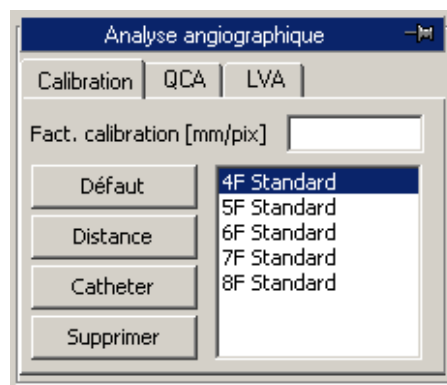 Analyse angiographique
Calibration QCA LVA
Fact. calibration [mm/pix]
Défaut
Distance
Catheter
Supprimer
4F Standard
5F Standard
6F Standard
7F Standard
8F Standard